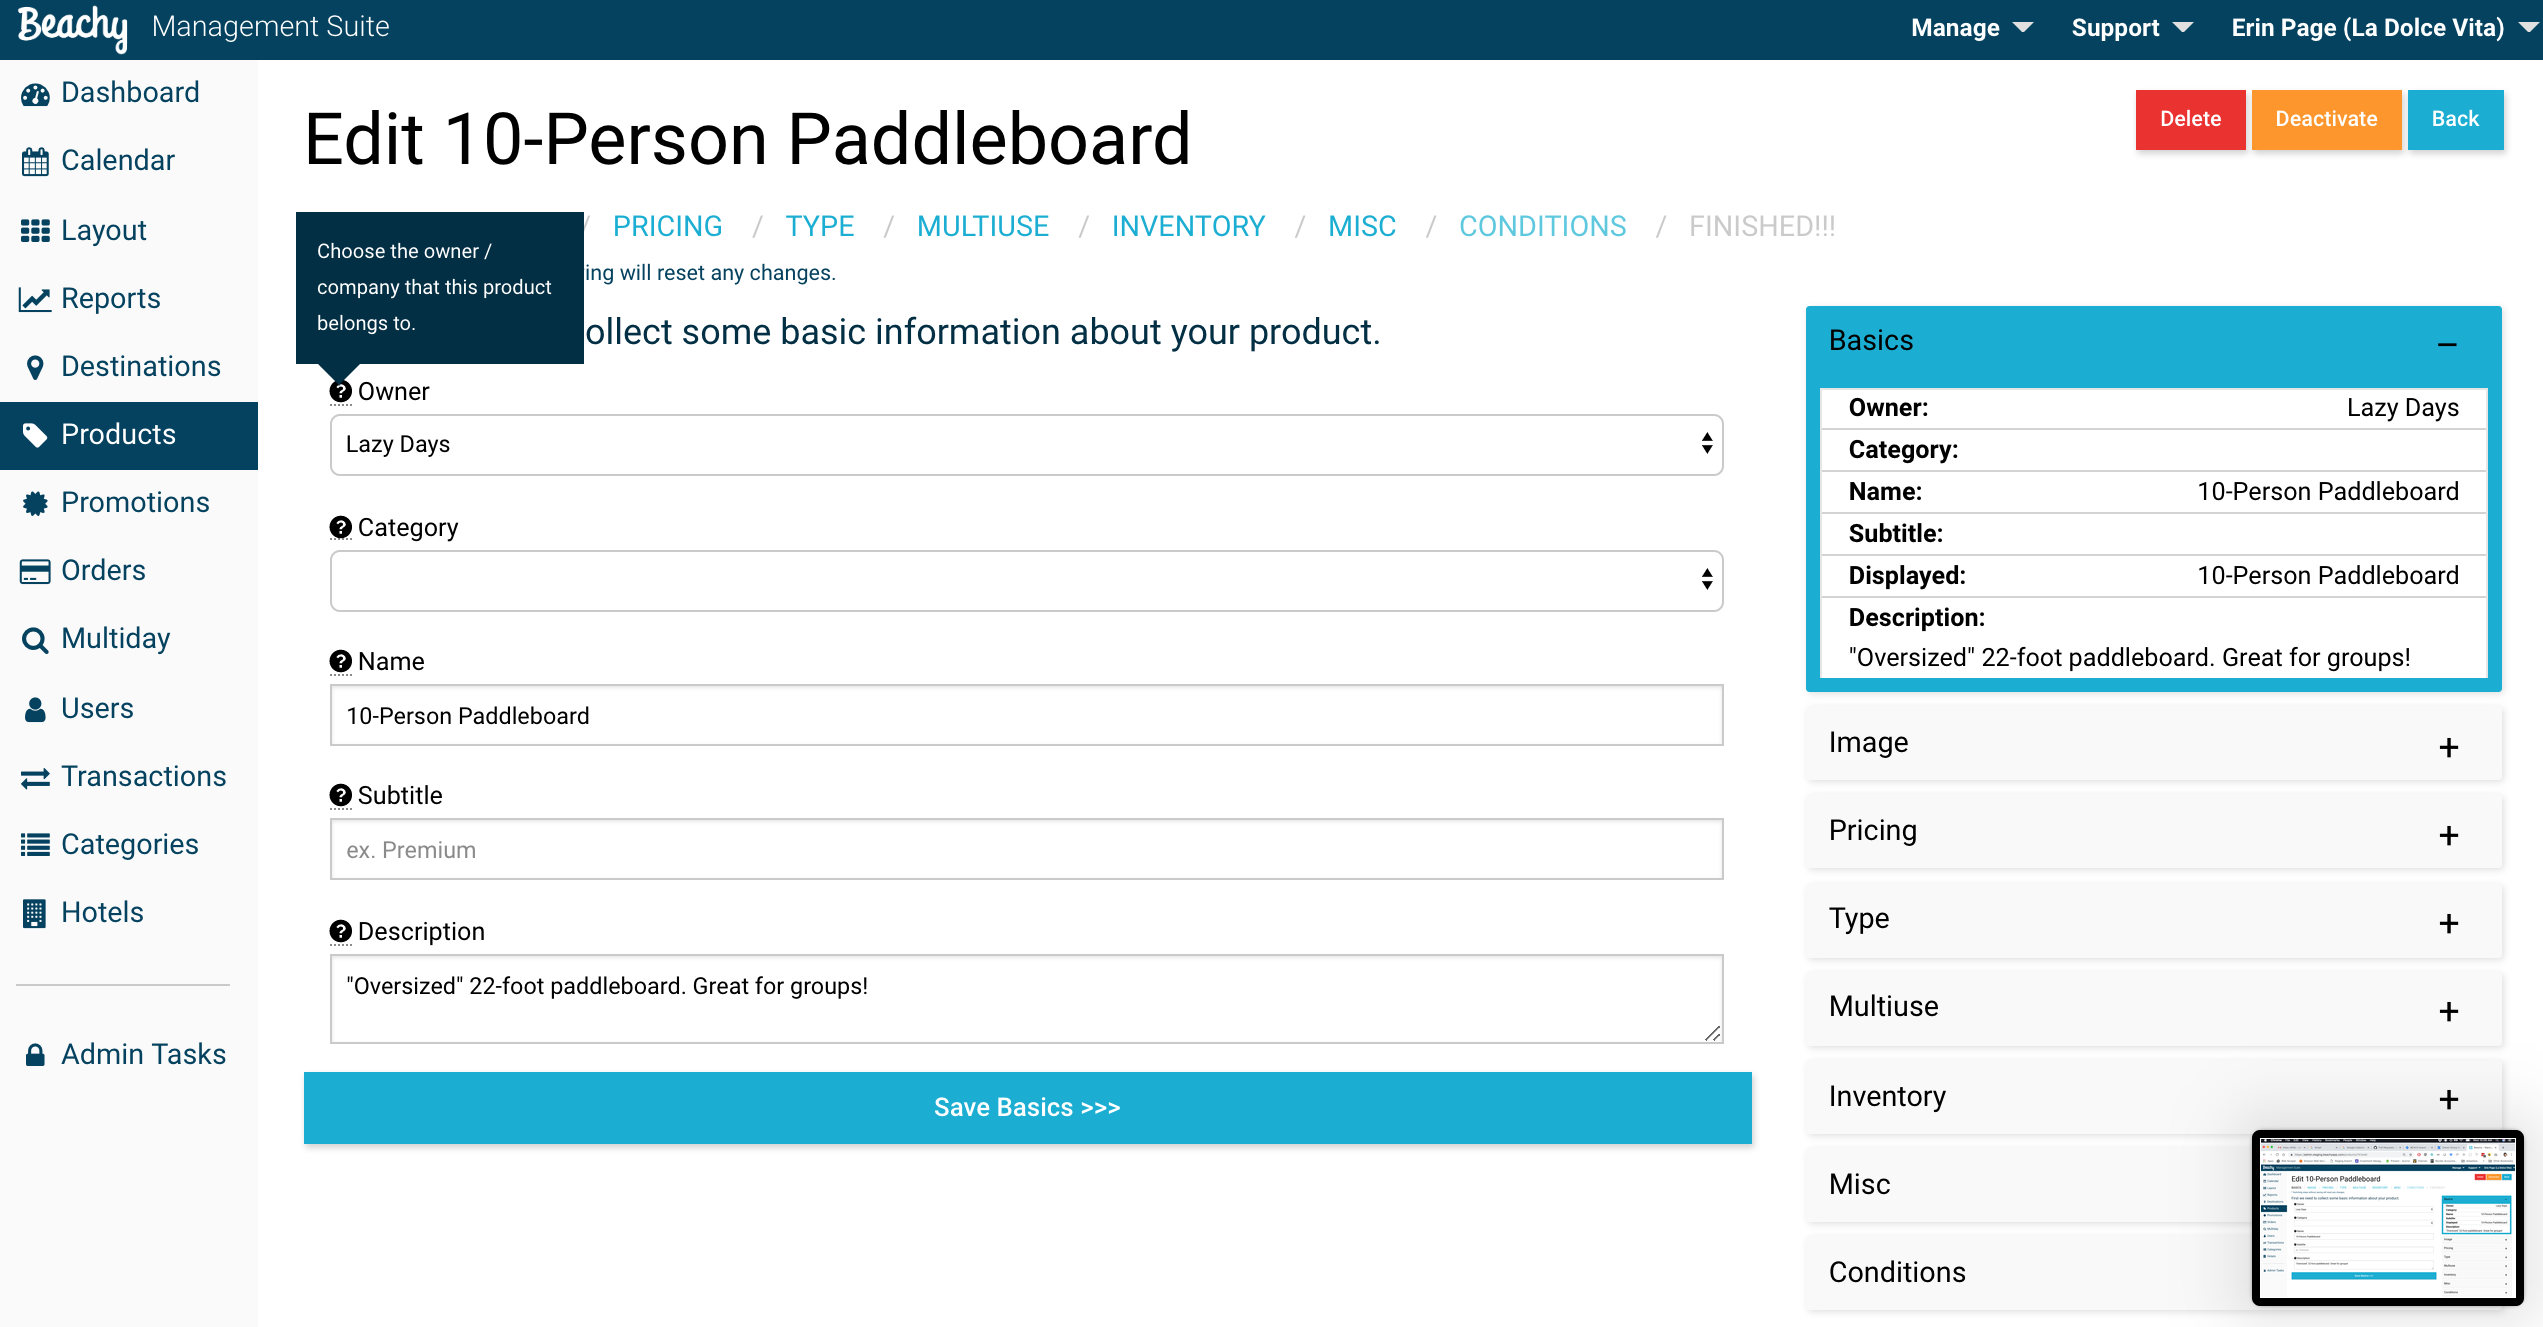 Beachy Management Suite
Manage Support Erin Page (La Dolce Vita)
Dashboard
Calendar
Layout
Reports
Destinations
Products
Promotions
Orders
Multiday
Users
Transactions
Categories
Hotels
Admin Tasks
Edit 10-Person Paddleboard
Delete Deactivate Back
/ PRICING / TYPE / MULTIUSE / INVENTORY / MISC / CONDITIONS / FINISHED!!!
Choose the owner /
company that this product
belongs to.
ing will reset any changes.
ollect some basic information about your product.
? Owner
Lazy Days
? Category
? Name
10-Person Paddleboard
? Subtitle
ex. Premium
? Description
"Oversized" 22-foot paddleboard. Great for groups!
Save Basics >>>
Basics –
Owner: Lazy Days
Category:
Name: 10-Person Paddleboard
Subtitle:
Displayed: 10-Person Paddleboard
Description:
"Oversized" 22-foot paddleboard. Great for groups!
Image +
Pricing +
Type +
Multiuse +
Inventory +
Misc
Conditions
Edit 10-Person Paddleboard